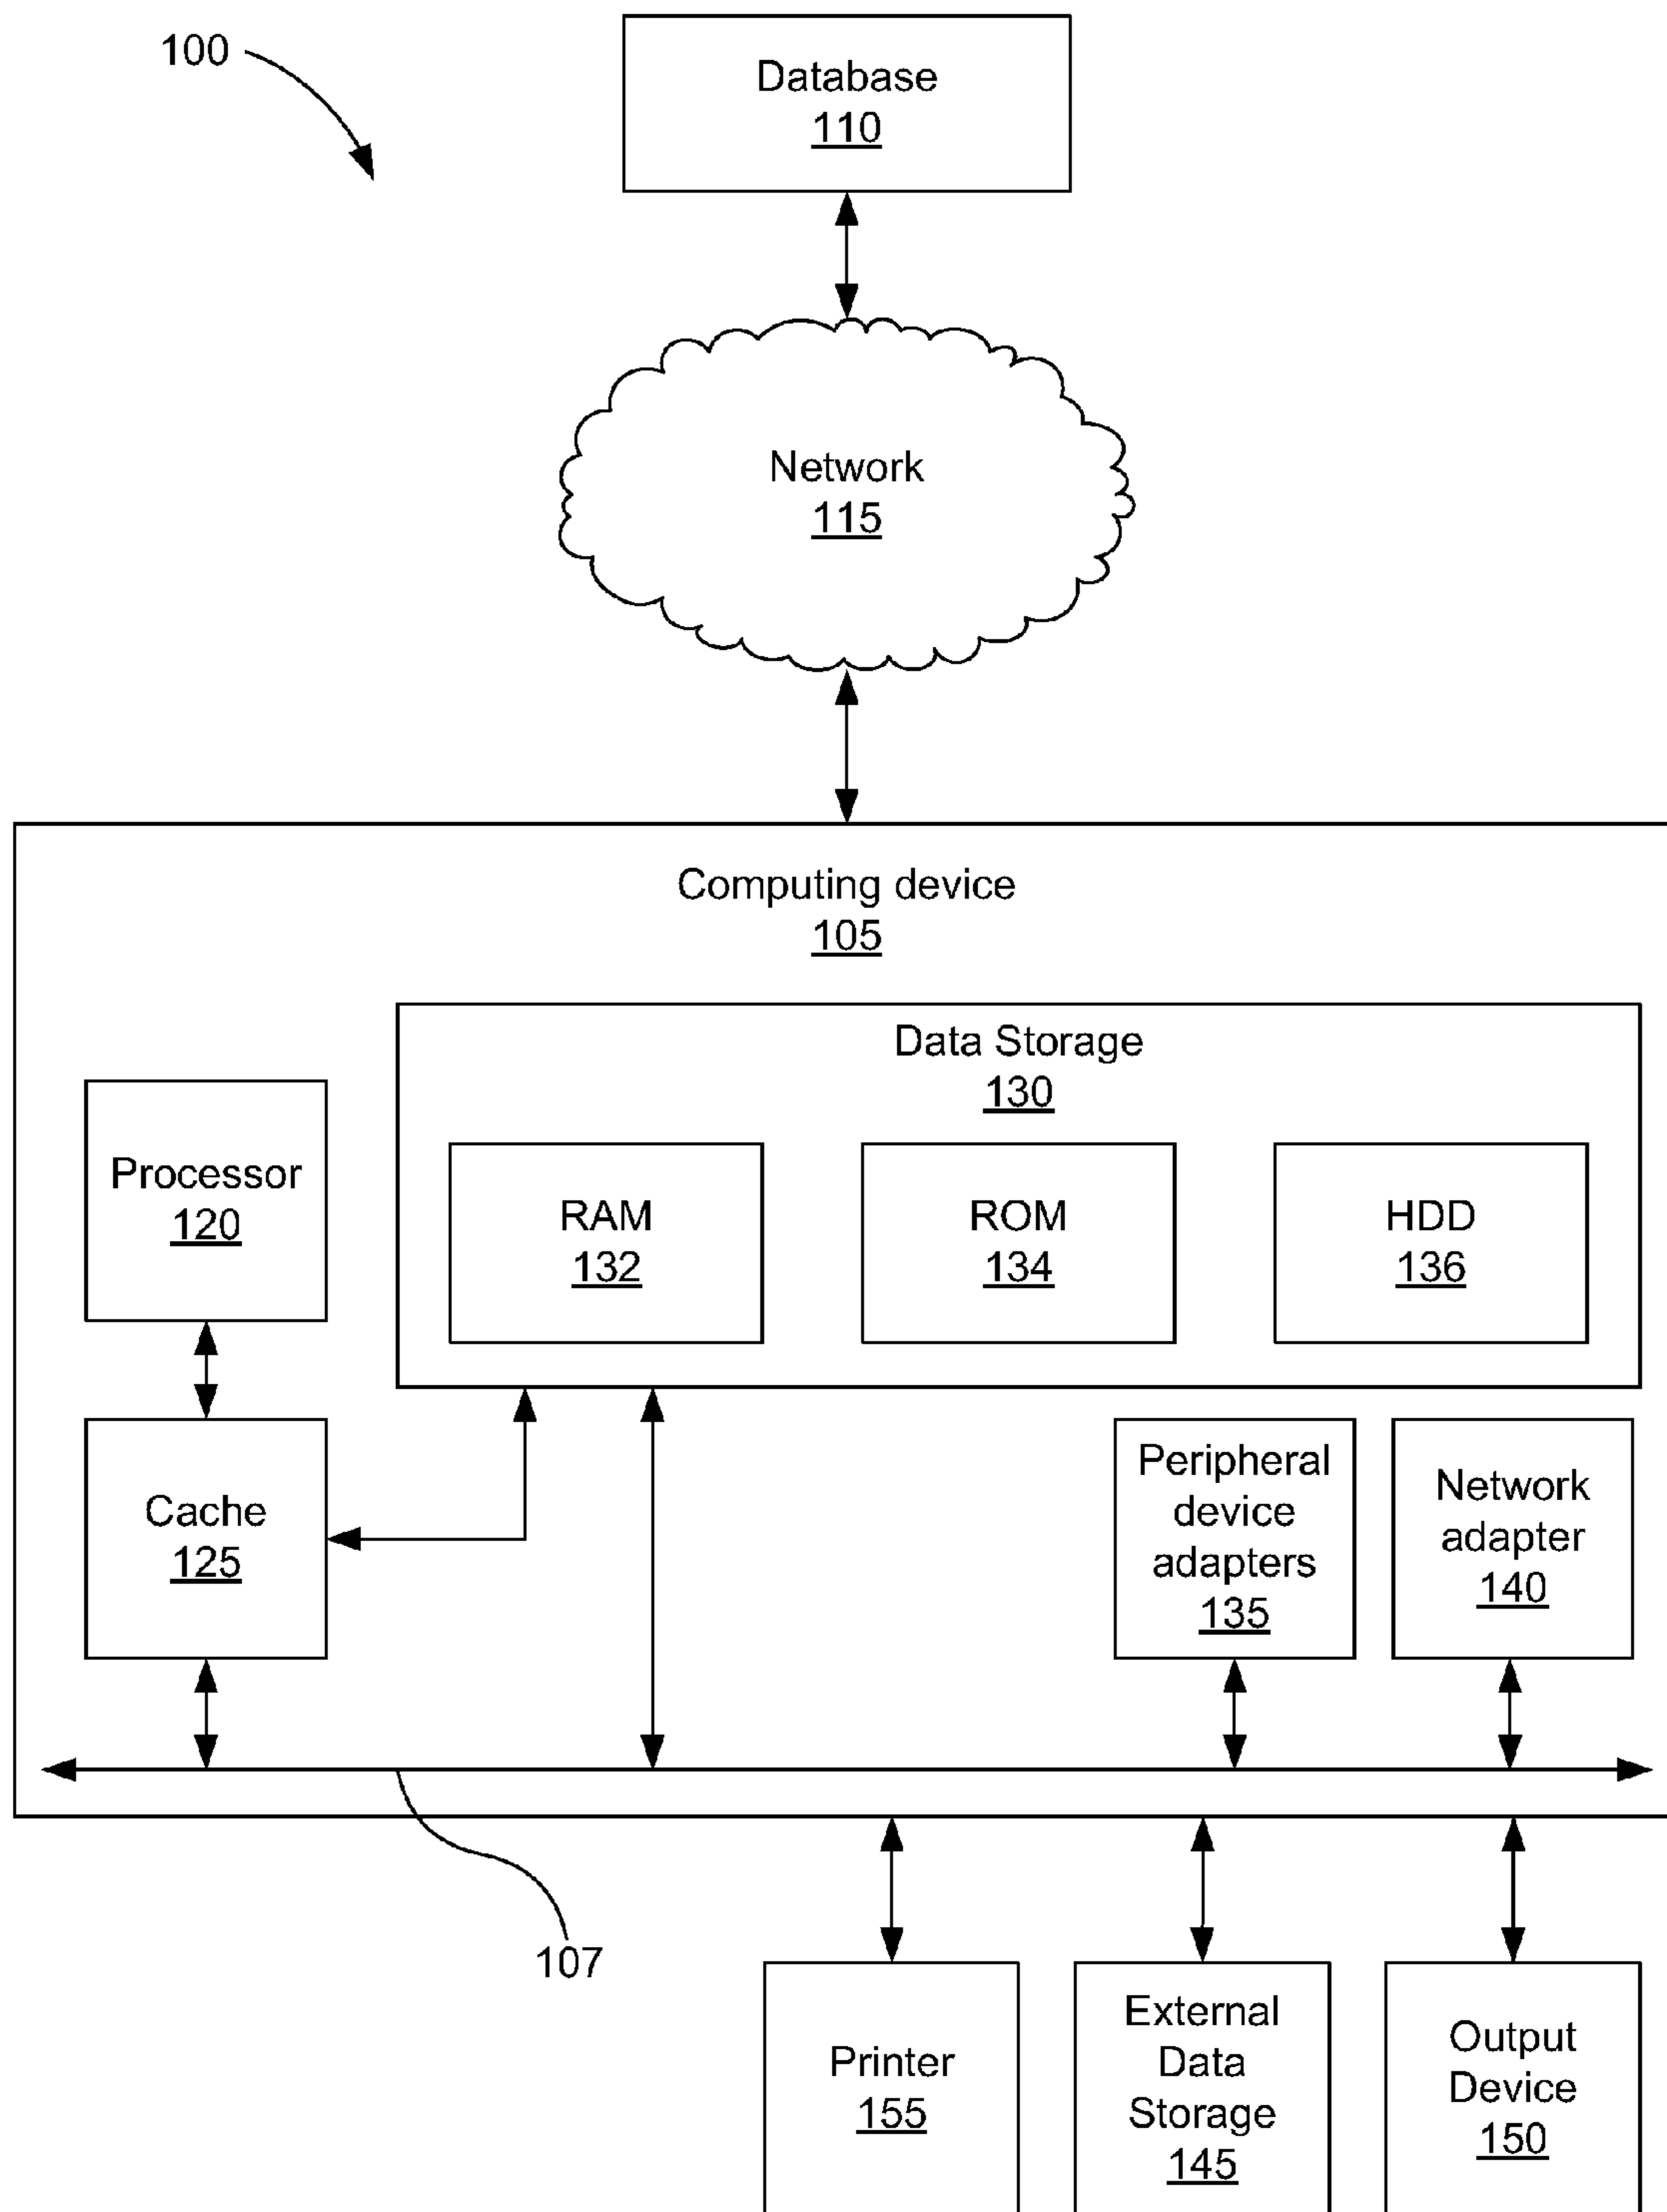 100
Database
110
Network
115
Computing device
105
Data Storage
130
Processor
120
RAM
132
ROM
134
HDD
136
Cache
125
Peripheral
device
adapters
135
Network
adapter
140
107
Printer
155
External
Data
Storage
145
Output
Device
150